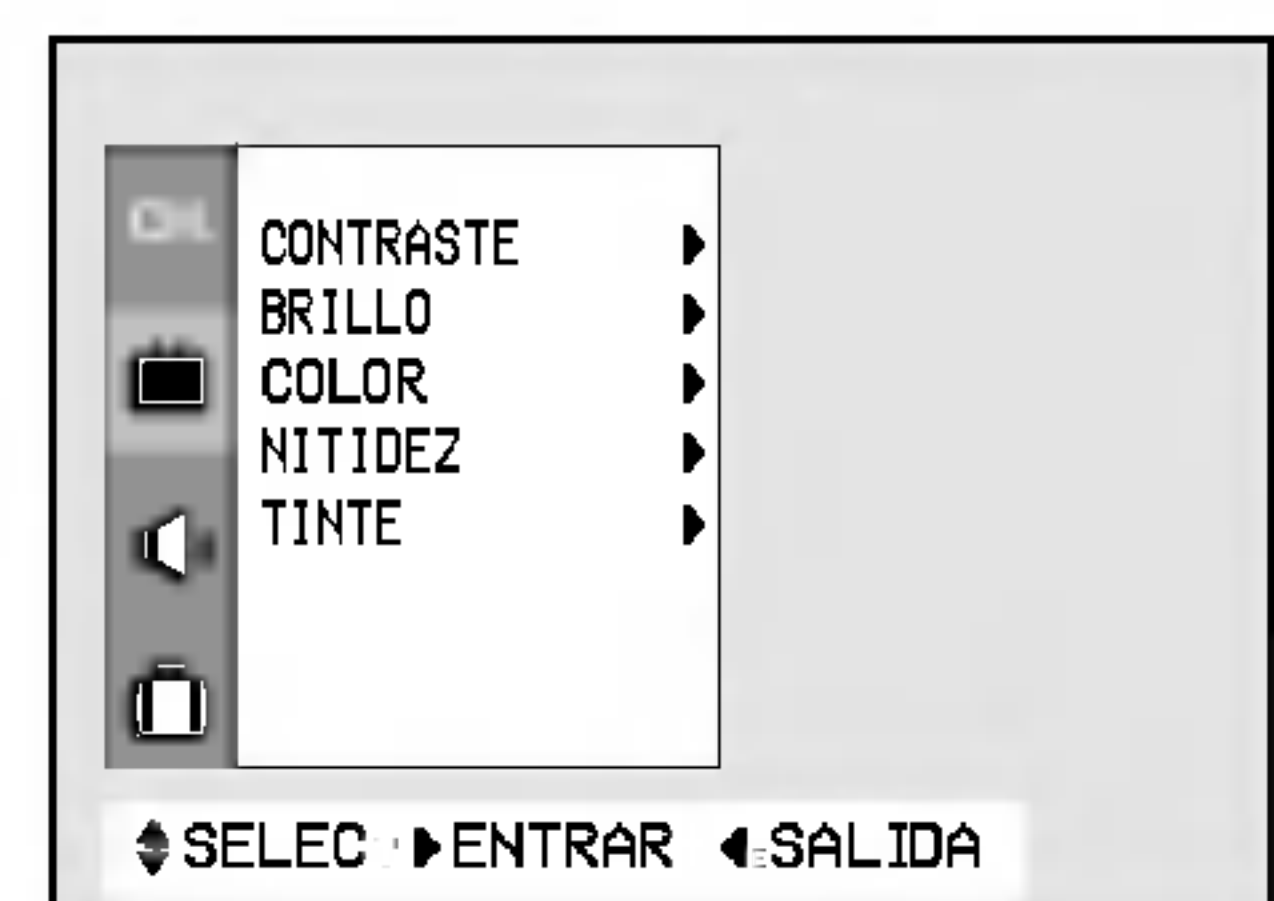 CONTRASTE
BRILLO
COLOR
NITIDEZ
TINTE
SELEC ENTRAR SALIDA